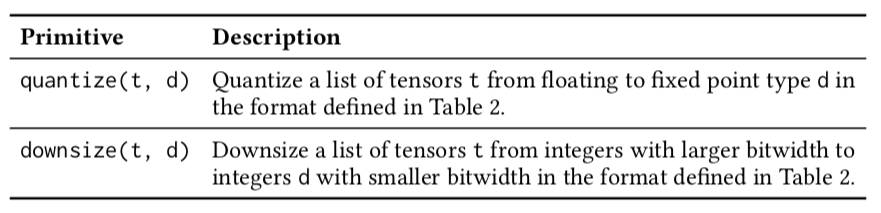 Primitive Description
quantize(t, d) Quantize a list of tensors t from floating to fixed point type d in
the format defined in Table 2.
downsize(t, d) Downsize a list of tensors t from integers with larger bitwidth to
integers d with smaller bitwidth in the format defined in Table 2.